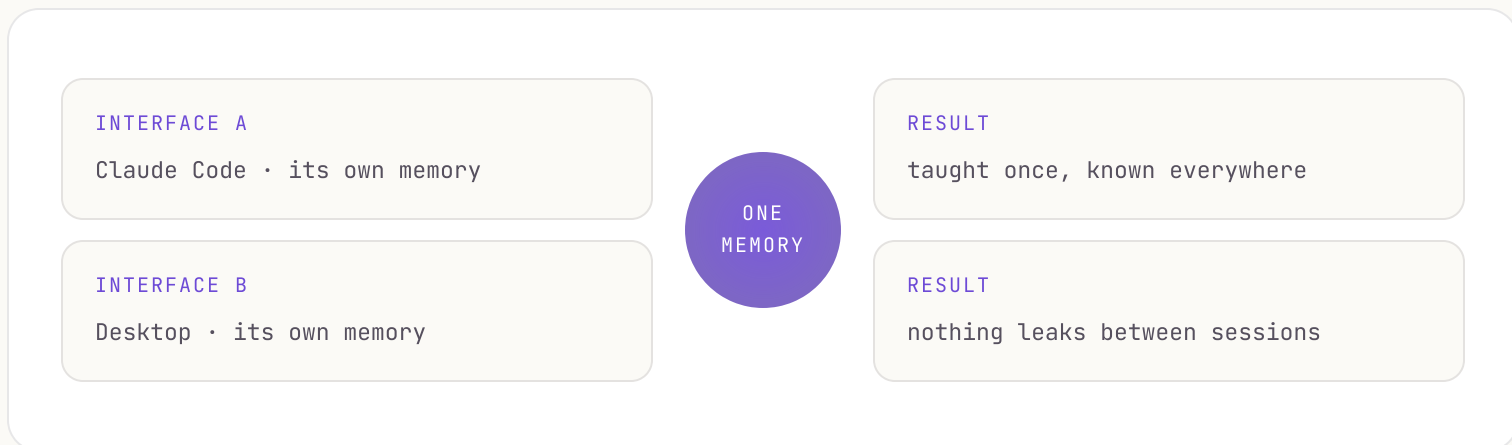 INTERFACE A
Claude Code · its own memory
INTERFACE B
Desktop · its own memory
ONE
MEMORY
RESULT
taught once, known everywhere
RESULT
nothing leaks between sessions